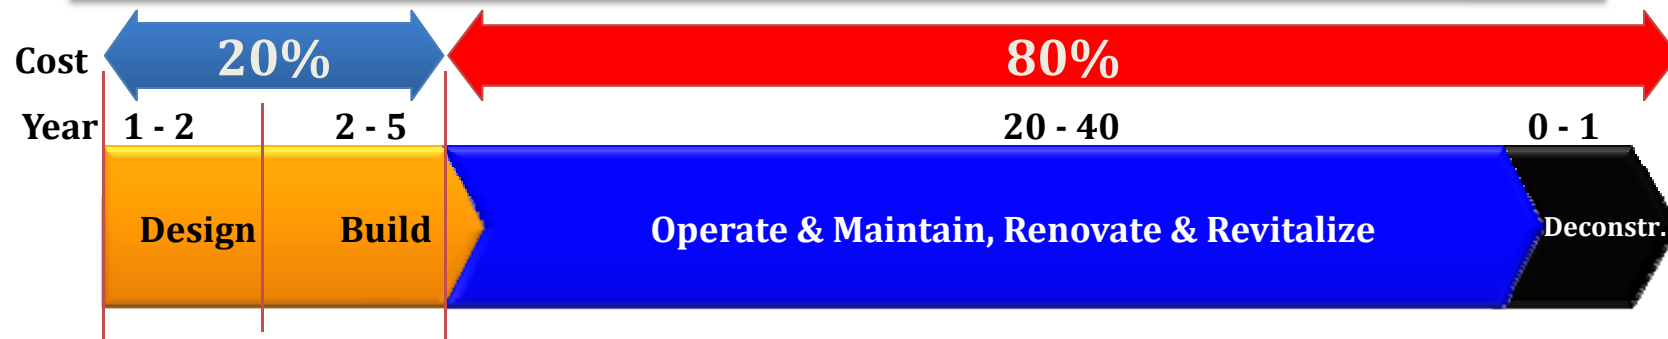 Cost 20% 80%
Year 1 - 2 2 - 5 20 - 40 0 - 1
Design Build Operate & Maintain, Renovate & Revitalize Deconstr.